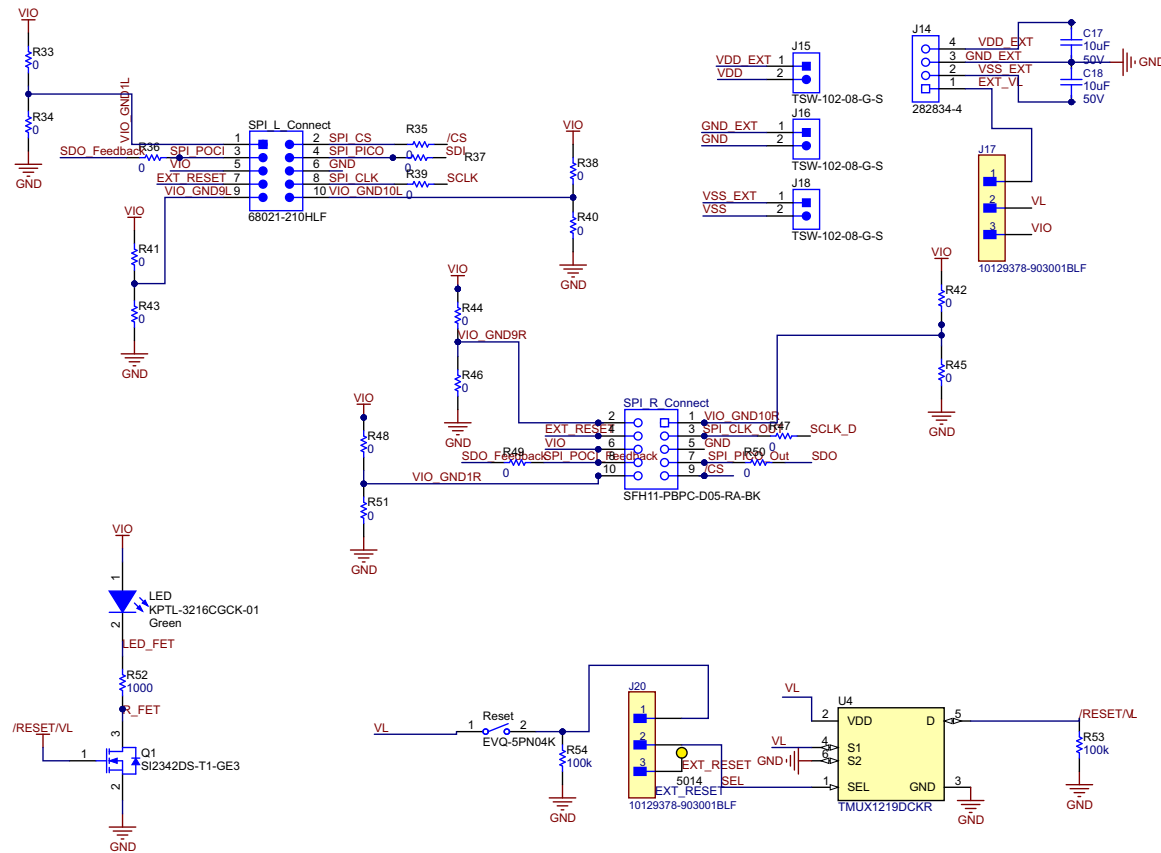 VIO
R33
0
R34
0
GND
VIO_GND1L
SPI_L_Connect
SDO_Feedback
R36
0
SPI_POCI
VIO
EXT_RESET
VIO_GND9L
1
3
5
7
9
2
4
6
8
10
SPI_CS
SPI_PICO
GND
SPI_CLK
VIO_GND10L
68021-210HLF
R35
0
/CS
SDI
R37
R39
0
SCLK
VIO
R38
0
R40
0
GND
VIO
R41
0
R43
0
GND
J15
VDD_EXT 1
VDD 2
TSW-102-08-G-S
J16
GND_EXT 1
GND 2
TSW-102-08-G-S
J18
VSS_EXT 1
VSS 2
TSW-102-08-G-S
J14
4 VDD_EXT
3 GND_EXT
2 VSS_EXT
1 EXT_VL
282834-4
C17
10uF
50V
C18
10uF
50V
GND
J17
1
2
3
VL
VIO
10129378-903001BLF
VIO
R42
0
R45
0
GND
VIO
R44
0
VIO_GND9R
R46
0
GND
VIO
R48
0
VIO_GND1R
R51
0
GND
SPI_R_Connect
2
EXT_RESET 4
VIO 6
SDO_Feedback
R49
0
SPI_POCI_Feedback
8
10
1 VIO_GND10R
3 SPI_CLK_OUT
R47
0
SCLK_D
5 GND
7 SPI_PICO_Out
R50
0
SDO
9 /CS
SFH11-PBPC-D05-RA-BK
VIO
1
LED
KPTL-3216CGCK-01
Green
2
LED_FET
R52
1000
R_FET
/RESET/VL
3
1
Q1
SI2342DS-T1-GE3
2
GND
VL
Reset
1
2
EVQ-5PN04K
R54
100k
GND
J20
1
2
3
EXT_RESET
5014
SEL
EXT_RESET
10129378-903001BLF
VL
U4
2 VDD
D 5
VL 4 S1
GND 6 S2
1 SEL
GND 3
TMUX1219DCKR
GND
/RESET/VL
R53
100k
GND